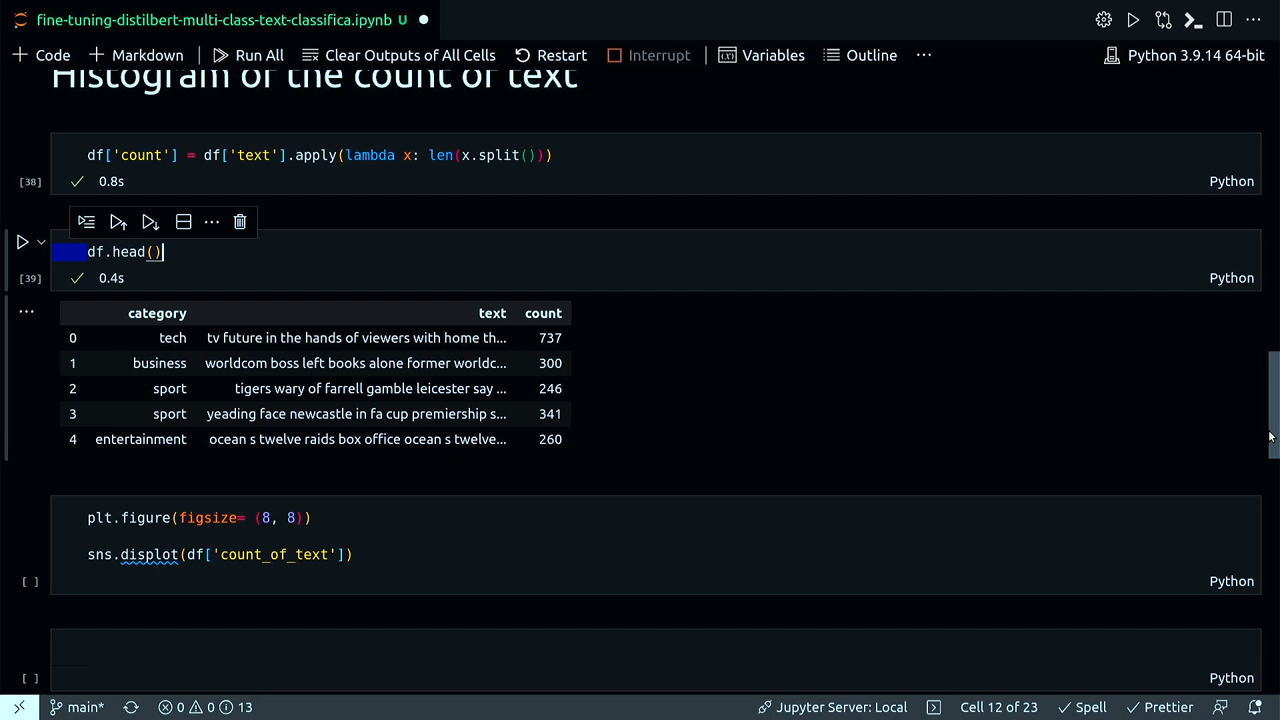 fine-tuning-distilbert-multi-class-text-classifica.ipynb U
Code Markdown Run All Clear Outputs of All Cells Restart Interrupt Variables Outline ... Python 3.9.14 64-bit
Histogram of the count of text
df['count'] = df['text'].apply(lambda x: len(x.split()))
[38] 0.8s Python
df.head()
[39] 0.4s Python
category text count
0 tech tv future in the hands of viewers with home th... 737
1 business worldcom boss left books alone former worldc... 300
2 sport tigers wary of farrell gamble leicester say ... 246
3 sport yeading face newcastle in fa cup premiership s... 341
4 entertainment ocean s twelve raids box office ocean s twelve... 260
plt.figure(figsize= (8, 8))
sns.displot(df['count_of_text'])
[ ] Python
[ ] Python
main* 0 0 13 Jupyter Server: Local Cell 12 of 23 Spell Prettier